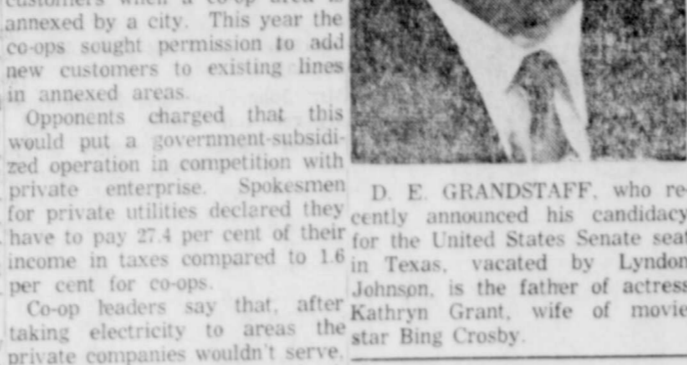 customers when a co-op area is
annexed by a city. This year the
co-ops sought permission to add
new customers to existing lines
in annexed areas.
Opponents charged that this
would put a government-subsidi-
zed operation in competition with
private enterprise. Spokesmen
for private utilities declared they
have to pay 27.4 per cent of their
income in taxes compared to 1.6
per cent for co-ops.
Co-op leaders say that, after
taking electricity to areas the
private companies wouldn't serve,
D. E. GRANDSTAFF, who re-
cently announced his candidacy
for the United States Senate seat
in Texas, vacated by Lyndon
Johnson, is the father of actress
Kathryn Grant, wife of movie
star Bing Crosby.